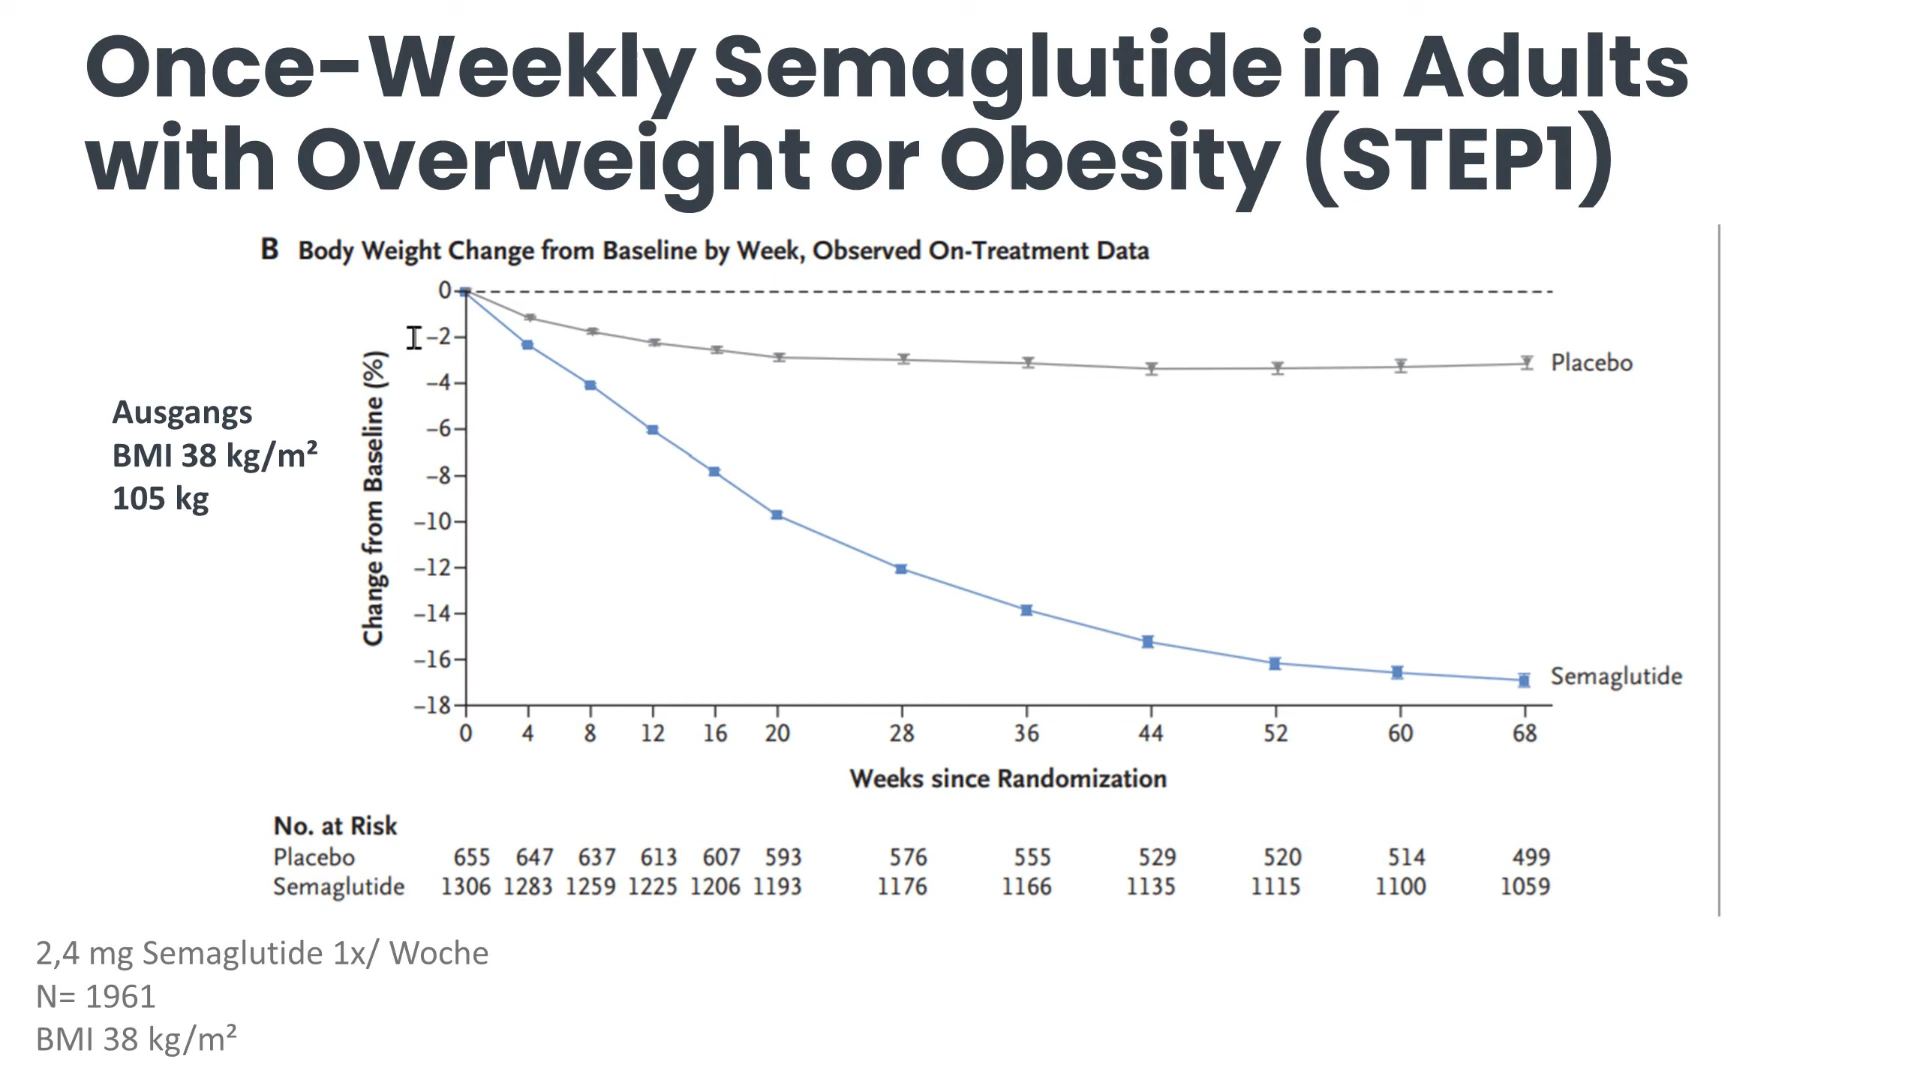 Once-Weekly Semaglutide in Adults
with Overweight or Obesity (STEP1)
B Body Weight Change from Baseline by Week, Observed On-Treatment Data
Ausgangs
BMI 38 kg/m²
105 kg
Change from Baseline (%)
0
–2
–4
–6
–8
–10
–12
–14
–16
–18
Placebo
Semaglutide
0 4 8 12 16 20 28 36 44 52 60 68
Weeks since Randomization
No. at Risk
Placebo 655 647 637 613 607 593 576 555 529 520 514 499
Semaglutide 1306 1283 1259 1225 1206 1193 1176 1166 1135 1115 1100 1059
2,4 mg Semaglutide 1x/ Woche
N= 1961
BMI 38 kg/m²